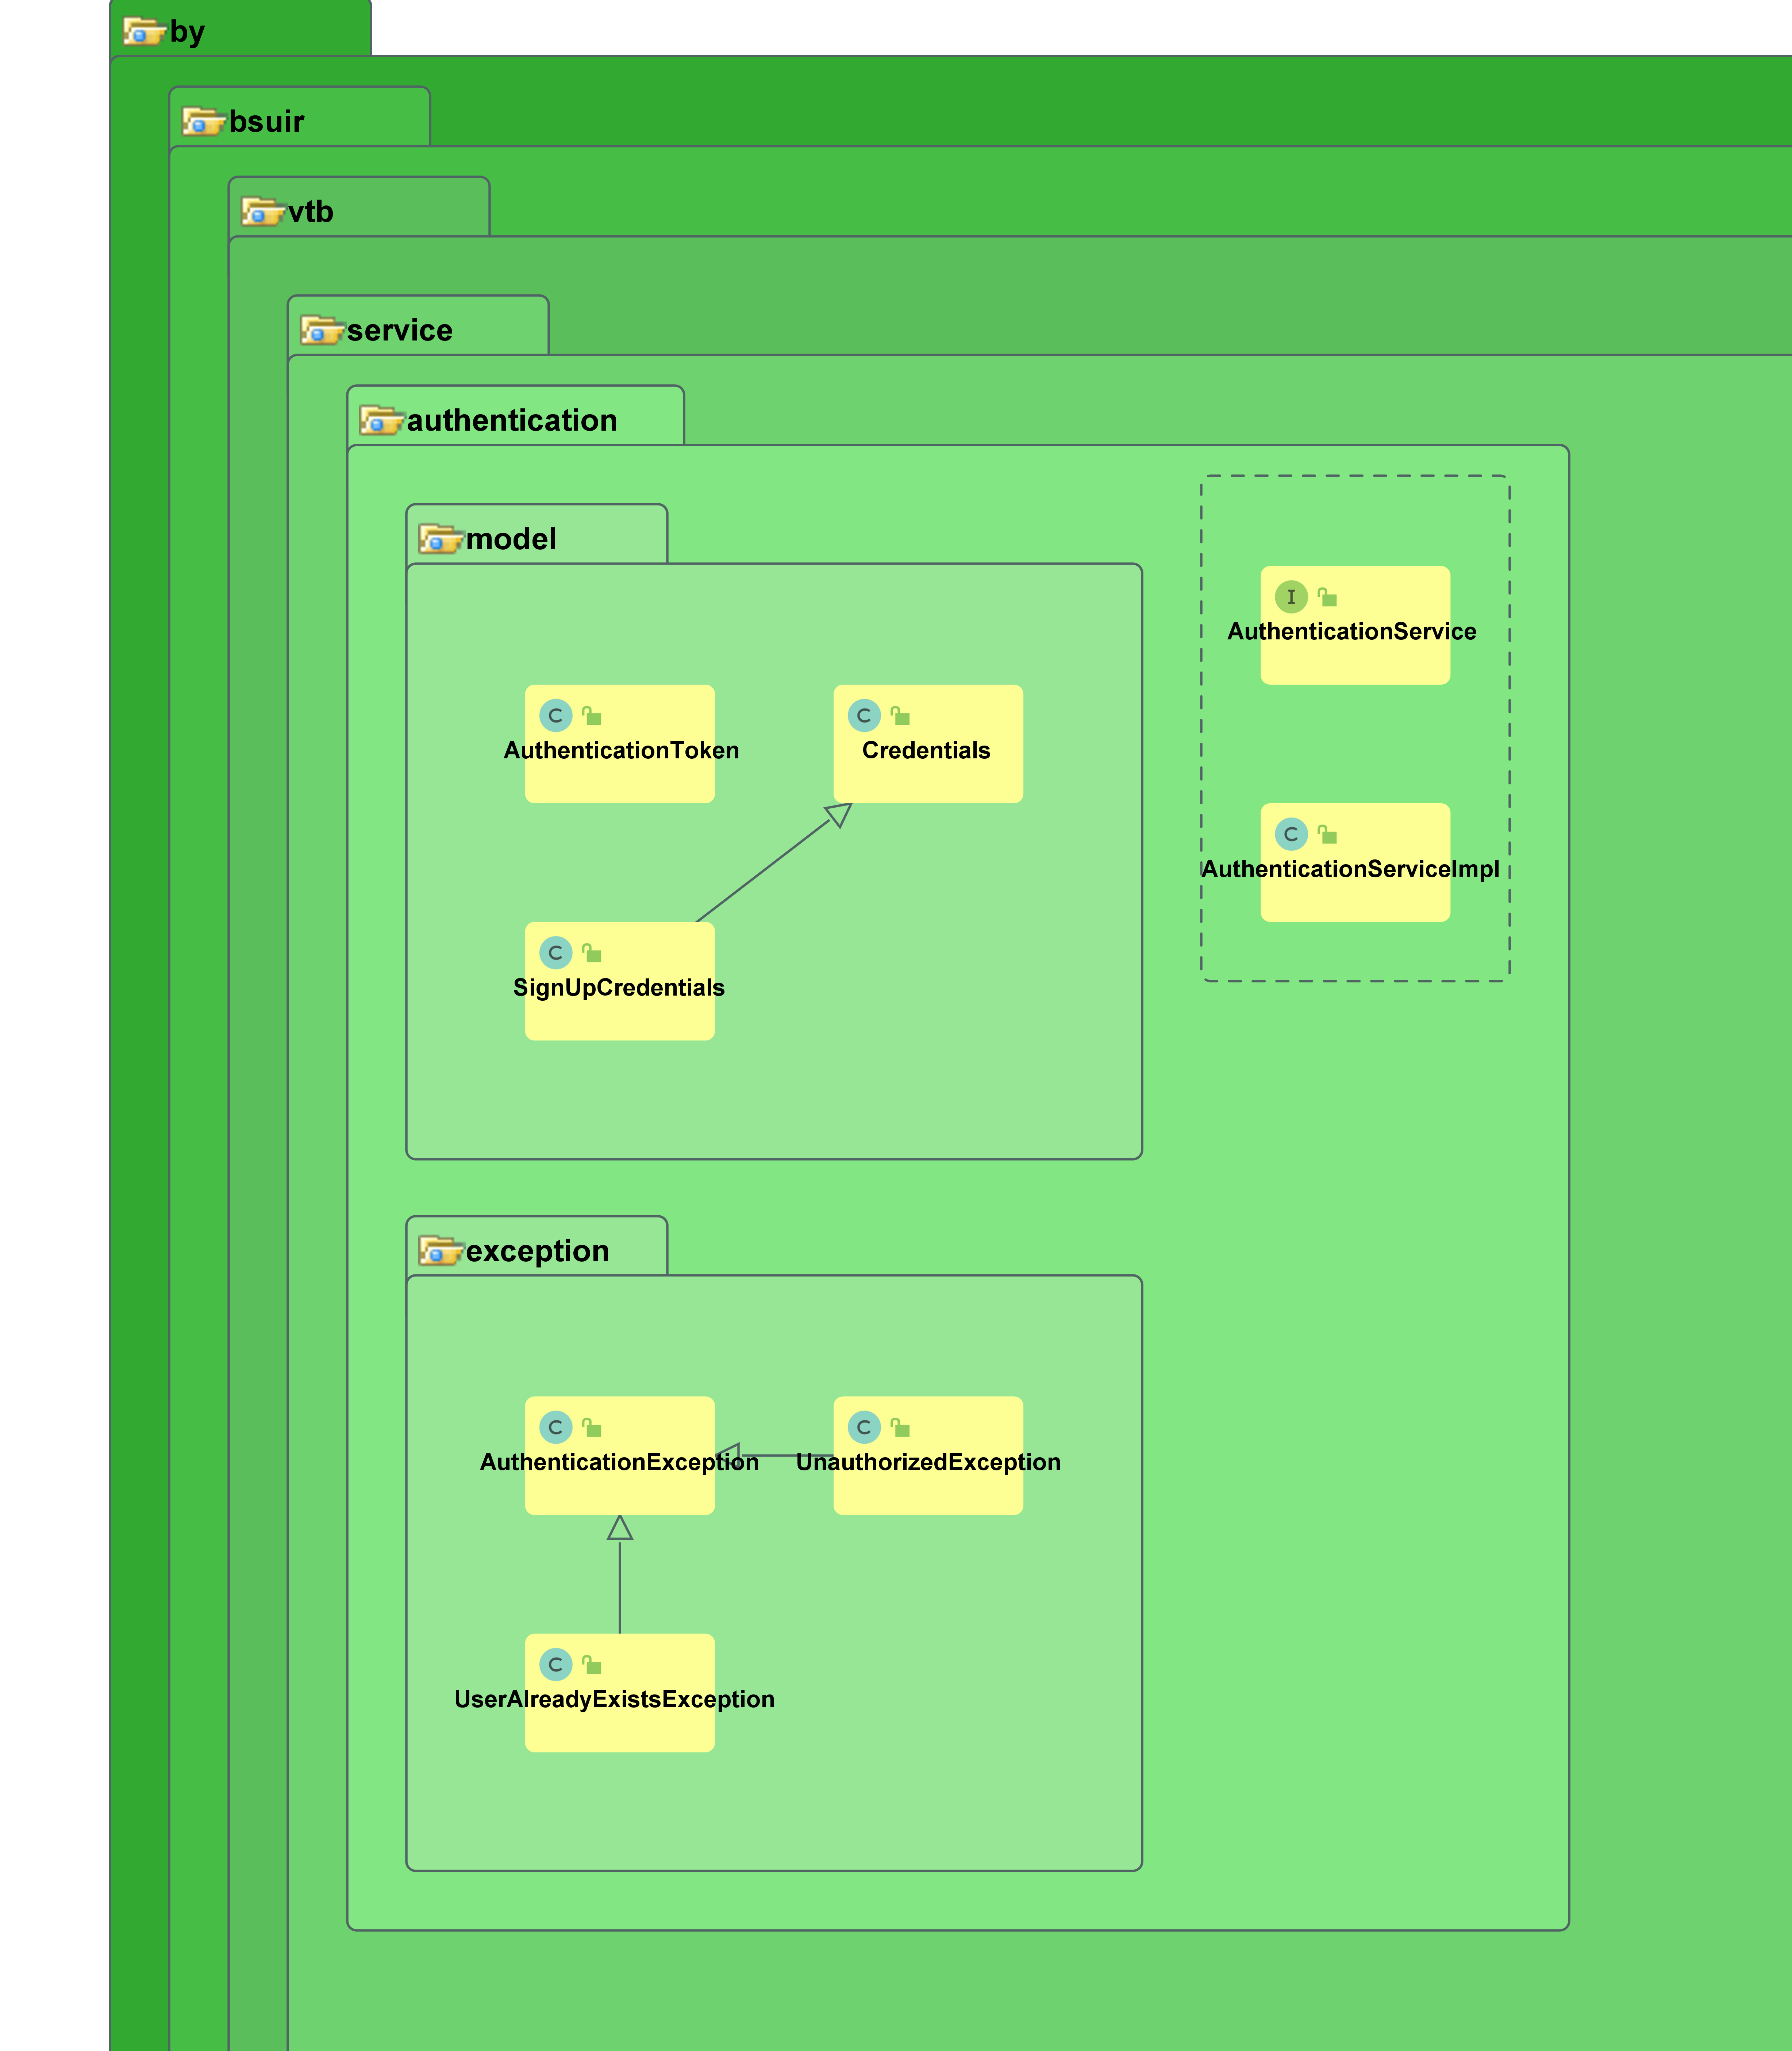 by
bsuir
vtb
service
authentication
model
I
AuthenticationService
C
AuthenticationToken
C
Credentials
C
AuthenticationServiceImpl
C
SignUpCredentials
exception
C
AuthenticationException
C
UnauthorizedException
C
UserAlreadyExistsException